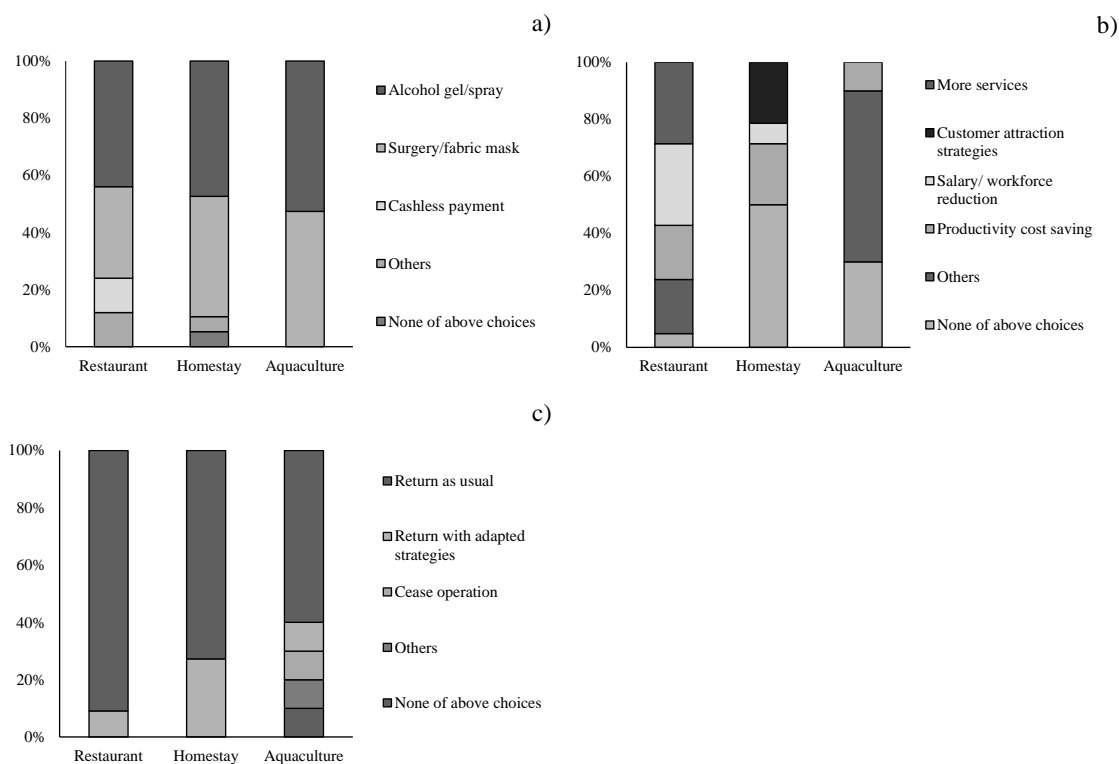 a)
100%
80%
60%
40%
20%
0%
Restaurant Homestay Aquaculture
Alcohol gel/spray
Surgery/fabric mask
Cashless payment
Others
None of above choices
b)
100%
80%
60%
40%
20%
0%
Restaurant Homestay Aquaculture
More services
Customer attraction
strategies
Salary/ workforce
reduction
Productivity cost saving
Others
None of above choices
c)
100%
80%
60%
40%
20%
0%
Restaurant Homestay Aquaculture
Return as usual
Return with adapted
strategies
Cease operation
Others
None of above choices